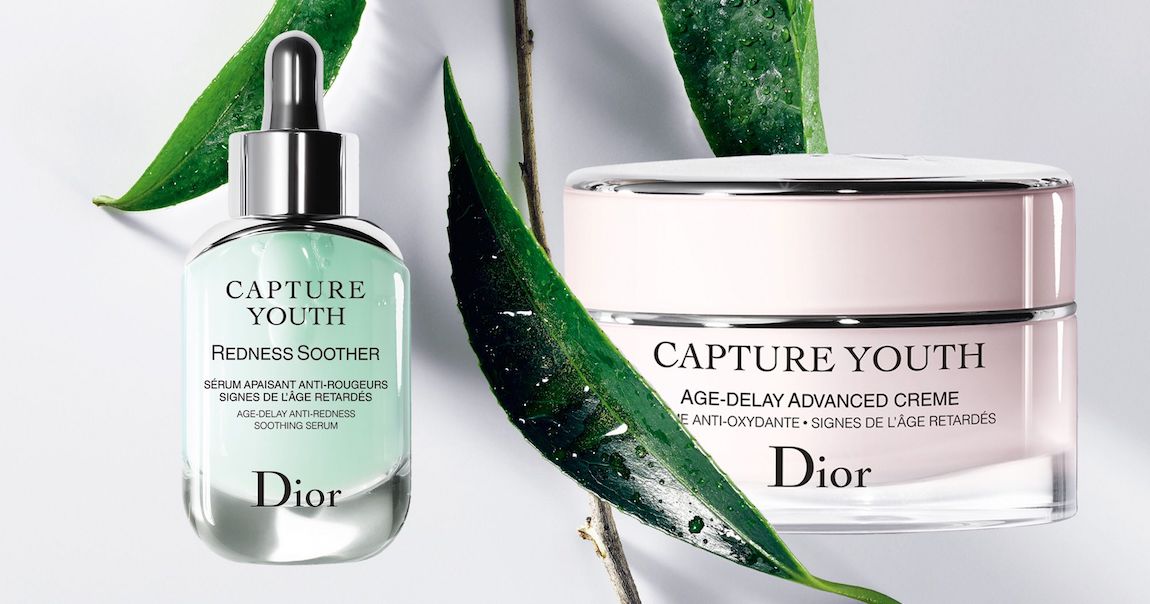 CAPTURE
YOUTH
REDNESS SOOTHER
SÉRUM APAISANT ANTI-ROUGEURS
SIGNES DE L'ÂGE RETARDÉS
AGE-DELAY ANTI-REDNESS
SOOTHING SERUM
Dior
CAPTURE YOUTH
AGE-DELAY ADVANCED CREME
ANTI-OXYDANTE • SIGNES DE L'ÂGE RETARDÉS
Dior